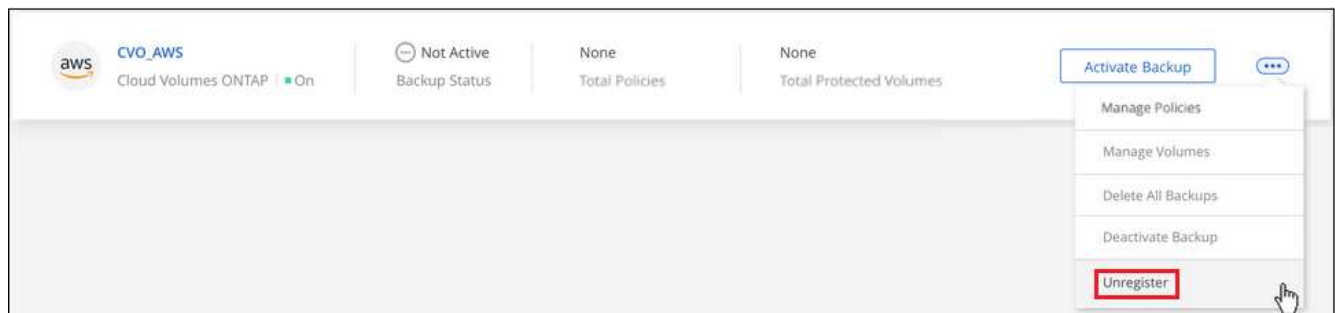 aws
CVO_AWS
Cloud Volumes ONTAP
On
Not Active
Backup Status
None
Total Policies
None
Total Protected Volumes
Activate Backup
Manage Policies
Manage Volumes
Delete All Backups
Deactivate Backup
Unregister